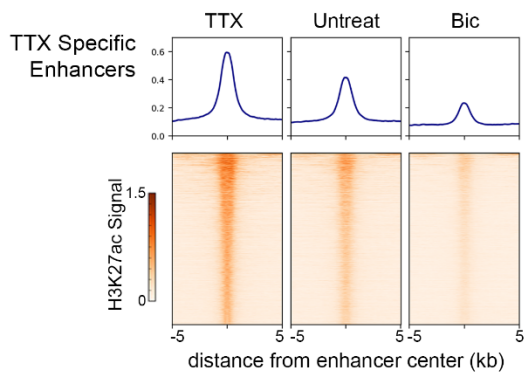 TTX Untreat Bic
TTX Specific
Enhancers
0.6
0.4
0.2
0.0
H3K27ac Signal
1.5
0
-5 5 -5 5 -5 5
distance from enhancer center (kb)